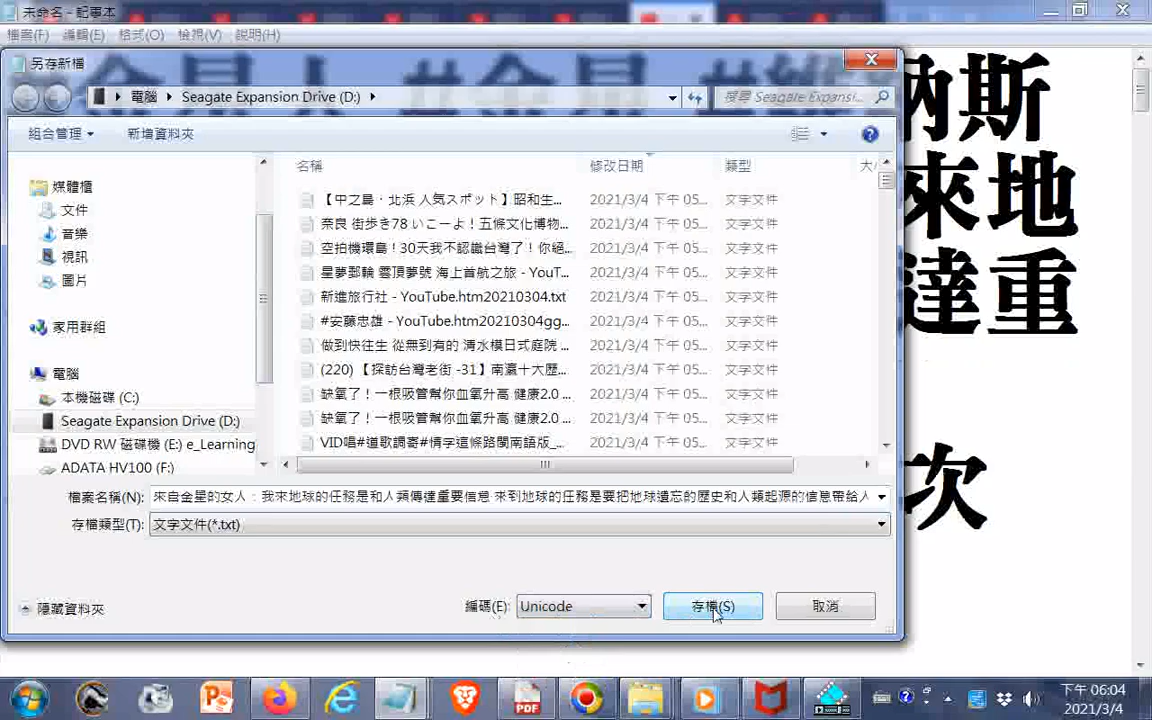 未命名 - 記事本
檔案(F) 編輯(E) 格式(O) 檢視(V) 說明(H)
另存新檔
電腦 Seagate Expansion Drive (D:)
搜尋 Seagate Expansi...
組合管理 新增資料夾
名稱 修改日期 類型 大
媒體櫃
文件
音樂
視訊
圖片
家用群組
電腦
本機磁碟 (C:)
Seagate Expansion Drive (D:)
DVD RW 磁碟機 (E:) e_Learning
ADATA HV100 (F:)
【中之島・北浜 人気スポット】昭和生... 2021/3/4 下午 05... 文字文件
奈良 街歩き78 いこーよ！五條文化博物... 2021/3/4 下午 05... 文字文件
空拍機環島！30天我不認識台灣了！你絕... 2021/3/4 下午 05... 文字文件
星夢郵輪 雲頂夢號 海上首航之旅 - YouT... 2021/3/4 下午 05... 文字文件
新進旅行社 - YouTube.htm20210304.txt 2021/3/4 下午 05... 文字文件
#安藤忠雄 - YouTube.htm20210304gg... 2021/3/4 下午 05... 文字文件
做到快往生 從無到有的 清水模日式庭院 ... 2021/3/4 下午 05... 文字文件
(220) 【探訪台灣老街 -31】南瀛十大歷... 2021/3/4 下午 05... 文字文件
缺氧了！一根吸管幫你血氧升高 健康2.0 ... 2021/3/4 下午 05... 文字文件
缺氧了！一根吸管幫你血氧升高 健康2.0 ... 2021/3/4 下午 05... 文字文件
VID唱#道歌調寄#情字這條路閩南語版_... 2021/3/4 下午 05... 文字文件
檔案名稱(N): 來自金星的女人：我來地球的任務是和人類傳達重要信息 來到地球的任務是要把地球遺忘的歷史和人類起源的信息帶給人
存檔類型(T): 文字文件(*.txt)
隱藏資料夾
編碼(E): Unicode 存檔(S) 取消
金星人 #金星 #維納斯
來地
達重
次
下午 06:04
2021/3/4